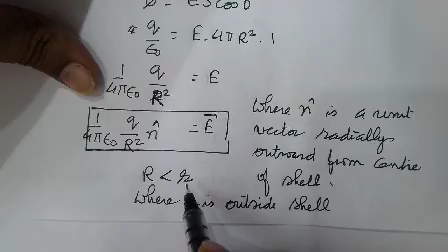 φ = ES cos 0
q/ε0 = E. 4πR². 1
1/4πε0 q/R² = E
1/4πε0 q/R² n̂ = E̅
where n̂ is a unit
vector radially
outward from centre
of shell.
R < r
where is outside shell